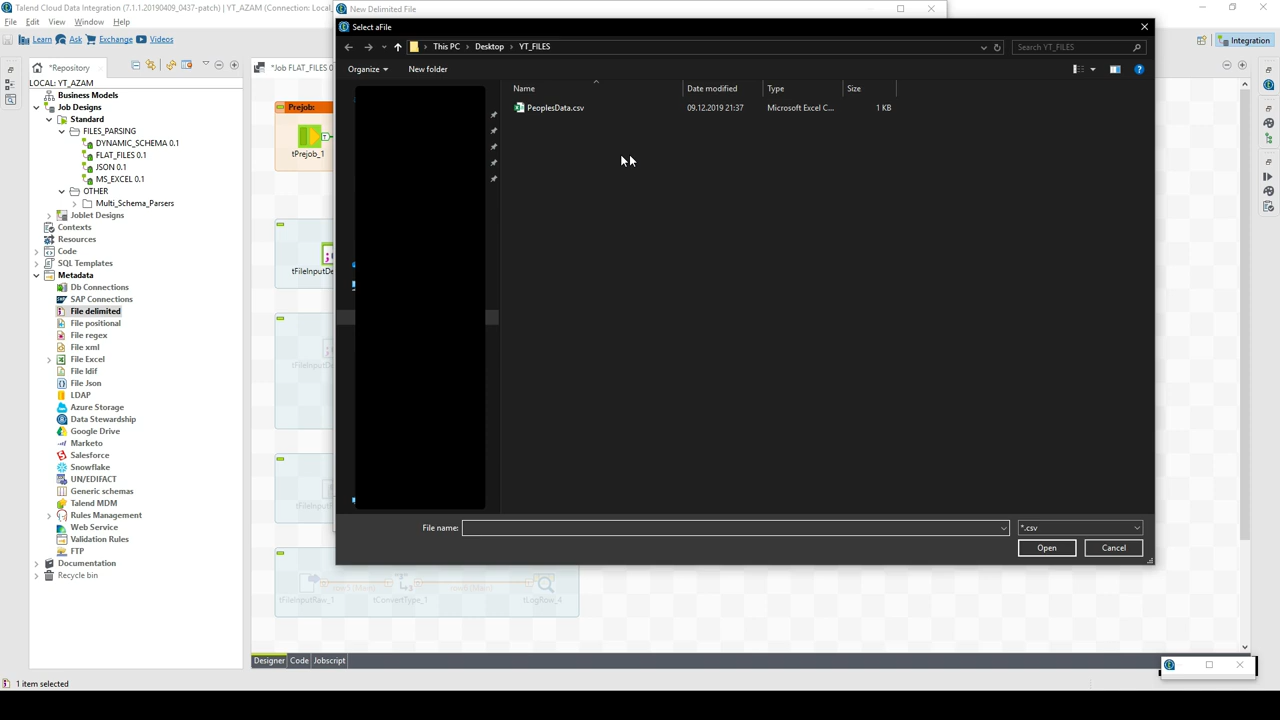 Talend Cloud Data Integration (7.1.1.20190409_0437-patch) | YT_AZAM (Connection: Local_
New Delimited File
File Edit View Window Help
Select aFile
Learn Ask Exchange Videos
This PC > Desktop > YT_FILES
Search YT_FILES
Integration
*Repository
*Job FLAT_FILES 0
Organize
New folder
LOCAL: YT_AZAM
Business Models
Job Designs
Standard
FILES_PARSING
DYNAMIC_SCHEMA 0.1
FLAT_FILES 0.1
JSON 0.1
MS_EXCEL 0.1
OTHER
Multi_Schema_Parsers
Joblet Designs
Contexts
Resources
Code
SQL Templates
Metadata
Db Connections
SAP Connections
File delimited
File positional
File regex
File xml
File Excel
File ldif
File Json
LDAP
Azure Storage
Data Stewardship
Google Drive
Marketo
Salesforce
Snowflake
UN/EDIFACT
Generic schemas
Talend MDM
Rules Management
Web Service
Validation Rules
FTP
Documentation
Recycle bin
Prejob:
tPrejob_1
tFileInputDe
Name Date modified Type Size
PeoplesData.csv 09.12.2019 21:37 Microsoft Excel C... 1 KB
File name:
*.csv
Open
Cancel
row5 (Main)
tFileInputRaw_1
tConvertType_1
tLogRow_4
Designer Code Jobscript
1 item selected